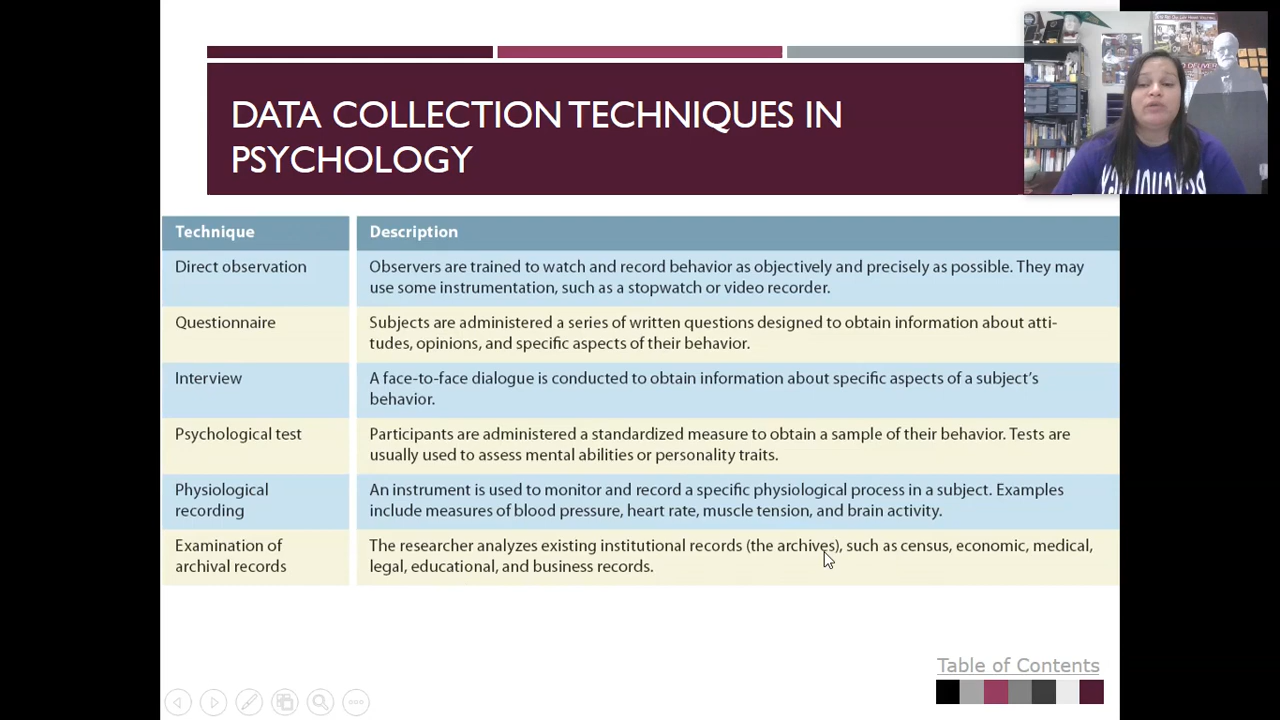 DATA COLLECTION TECHNIQUES IN
PSYCHOLOGY
Technique
Description
Direct observation
Observers are trained to watch and record behavior as objectively and precisely as possible. They may
use some instrumentation, such as a stopwatch or video recorder.
Questionnaire
Subjects are administered a series of written questions designed to obtain information about atti-
tudes, opinions, and specific aspects of their behavior.
Interview
A face-to-face dialogue is conducted to obtain information about specific aspects of a subject’s
behavior.
Psychological test
Participants are administered a standardized measure to obtain a sample of their behavior. Tests are
usually used to assess mental abilities or personality traits.
Physiological
recording
An instrument is used to monitor and record a specific physiological process in a subject. Examples
include measures of blood pressure, heart rate, muscle tension, and brain activity.
Examination of
archival records
The researcher analyzes existing institutional records (the archives), such as census, economic, medical,
legal, educational, and business records.
Table of Contents